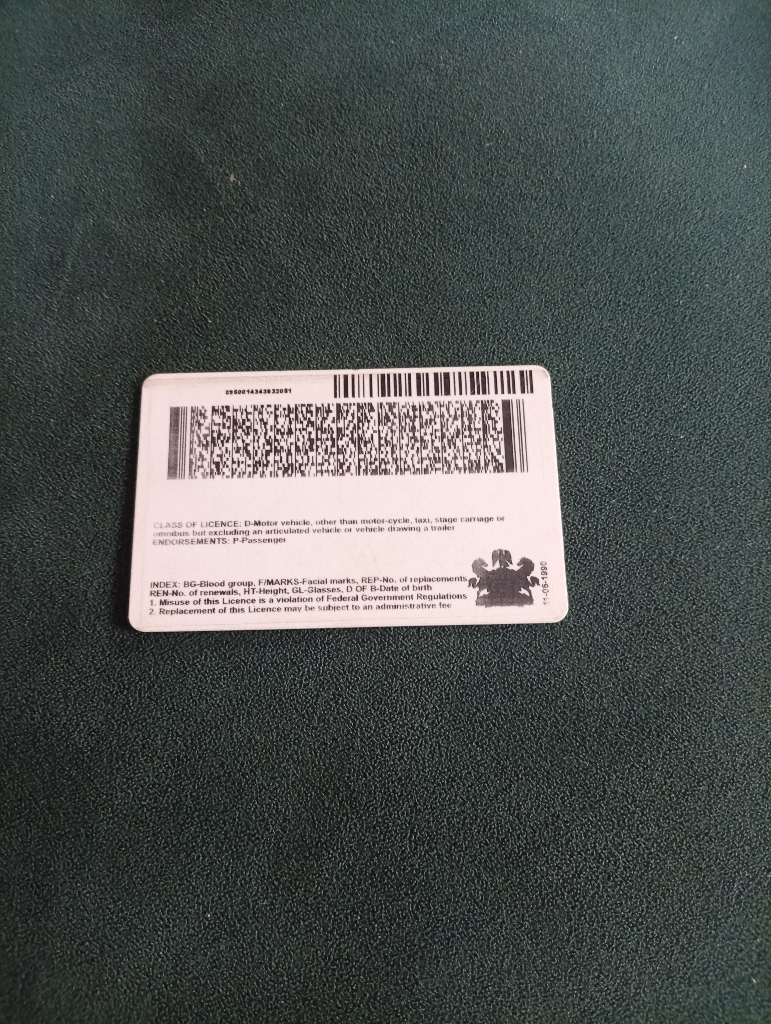 0950014343832051
CLASS OF LICENCE: D-Motor vehicle, other than motor-cycle, taxi, stage carriage or
omnibus but excluding an articulated vehicle or vehicle drawing a trailer
ENDORSEMENTS: P-Passenger
INDEX: BG-Blood group, F/MARKS-Facial marks, REP-No. of replacements
REN-No. of renewals, HT-Height, GL-Glasses, D OF B-Date of birth
1. Misuse of this Licence is a violation of Federal Government Regulations
2. Replacement of this Licence may be subject to an administrative fee
11-06-1990